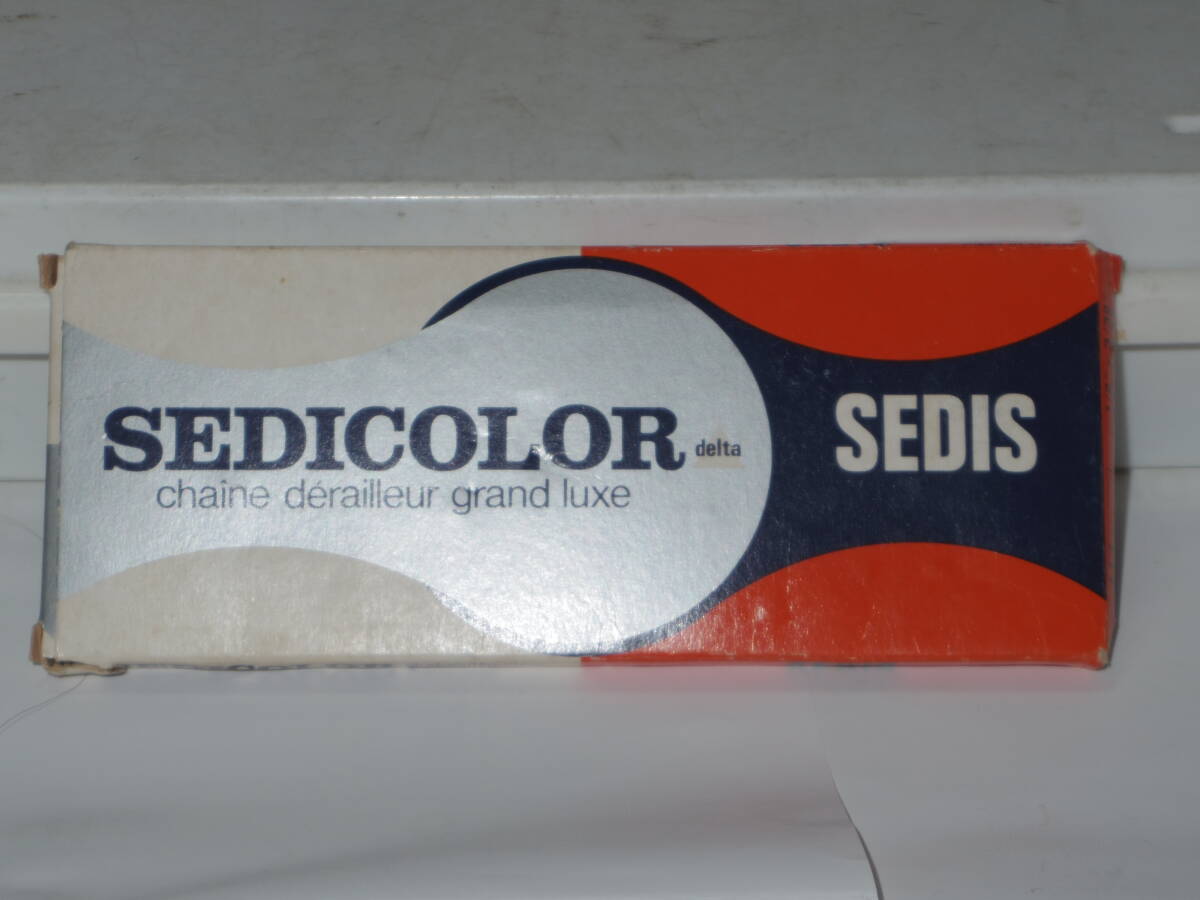 SEDICOLOR delta
chaîne dérailleur grand luxe
SEDIS